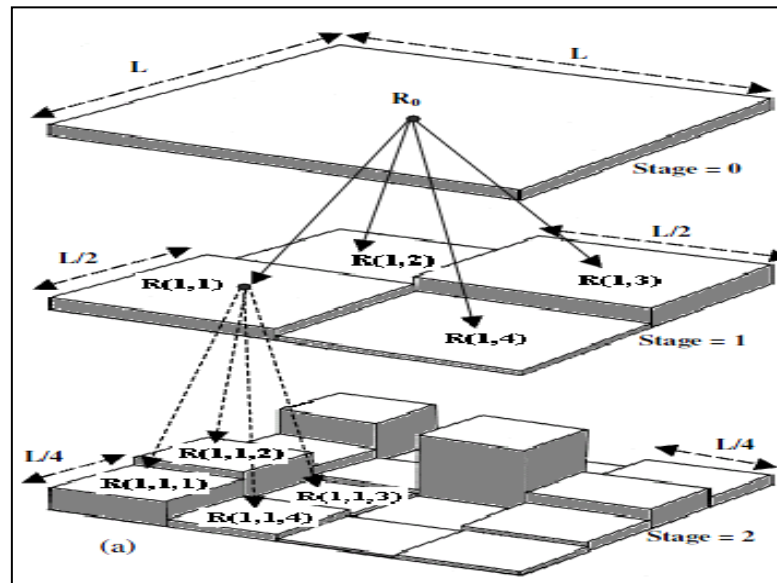 L
L
R0
Stage = 0
L/2
L/2
R(1,2)
R(1,1)
R(1,3)
R(1,4)
Stage = 1
L/4
L/4
R(1,1,2)
R(1,1,1)
R(1,1,3)
R(1,1,4)
(a)
Stage = 2